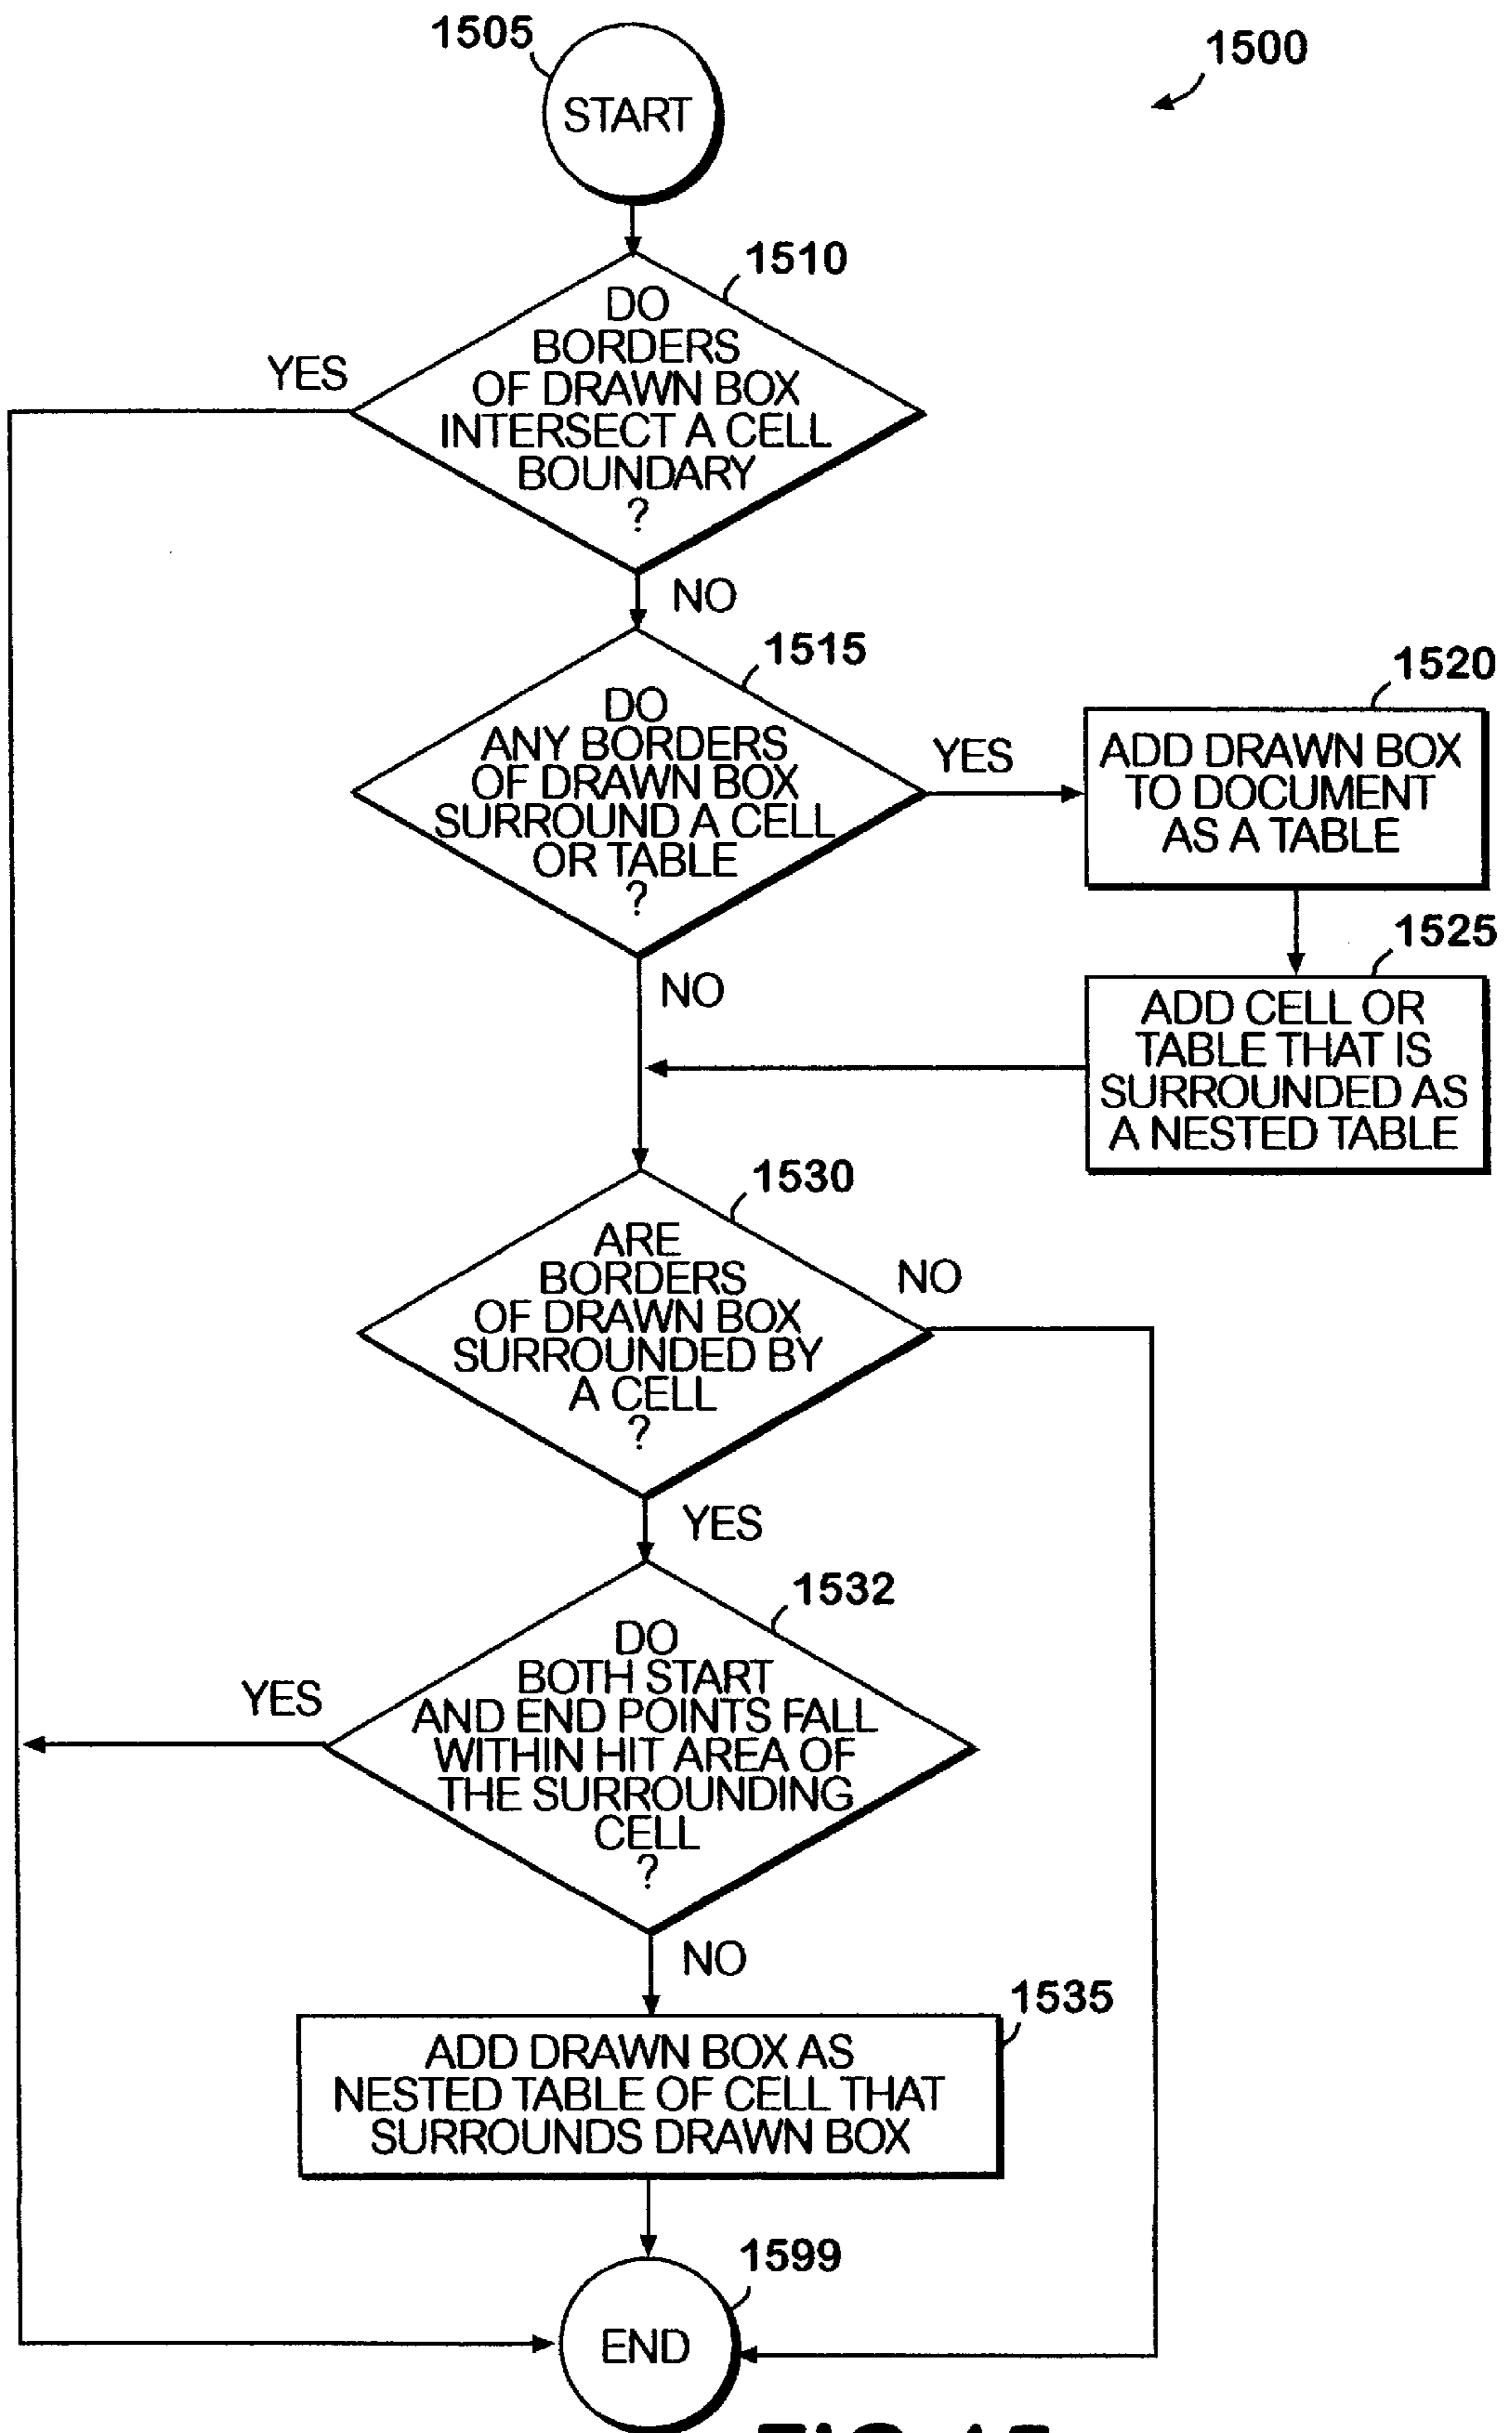 1505
START
1500
1510
DO
BORDERS
OF DRAWN BOX
INTERSECT A CELL
BOUNDARY
?
YES
NO
1515
DO
ANY BORDERS
OF DRAWN BOX
SURROUND A CELL
OR TABLE
?
YES
1520
ADD DRAWN BOX
TO DOCUMENT
AS A TABLE
1525
ADD CELL OR
TABLE THAT IS
SURROUNDED AS
A NESTED TABLE
NO
1530
ARE
BORDERS
OF DRAWN BOX
SURROUNDED BY
A CELL
?
NO
YES
1532
DO
BOTH START
AND END POINTS FALL
WITHIN HIT AREA OF
THE SURROUNDING
CELL
?
YES
NO
1535
ADD DRAWN BOX AS
NESTED TABLE OF CELL THAT
SURROUNDS DRAWN BOX
1599
END